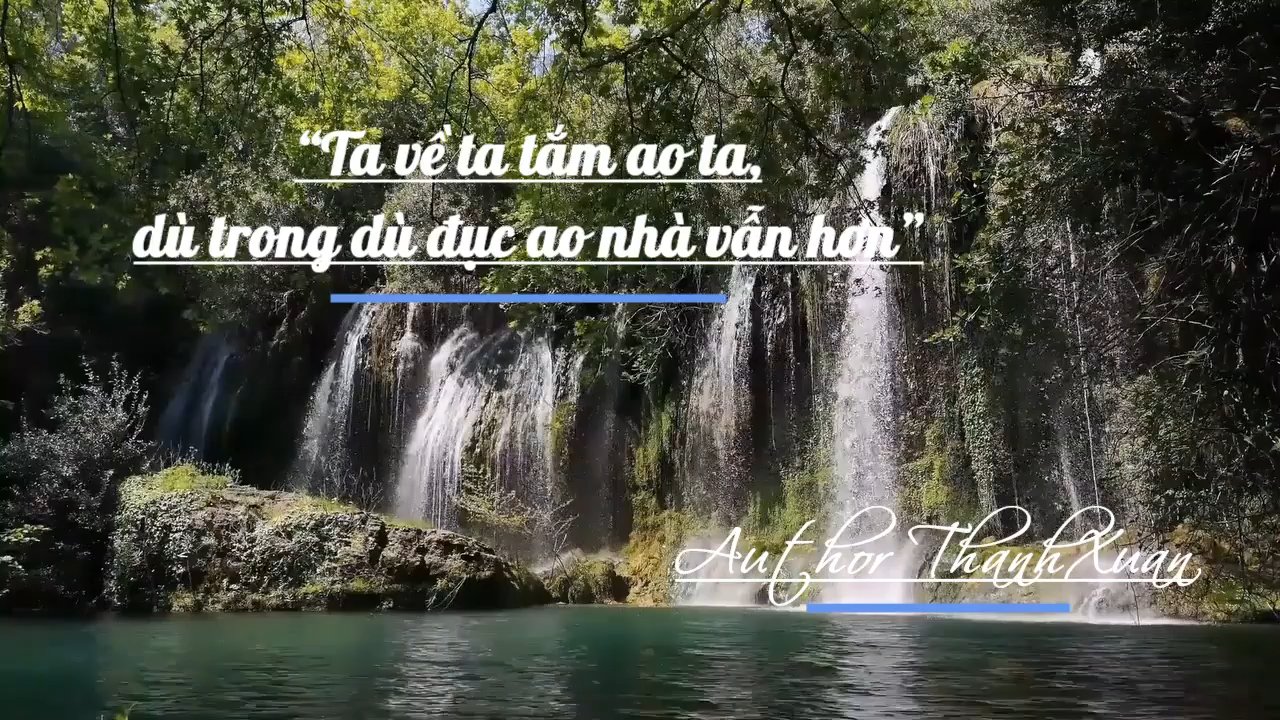 “Ta về ta tắm ao ta,
dù trong dù đục ao nhà vẫn hơn”
Author ThanhXuan